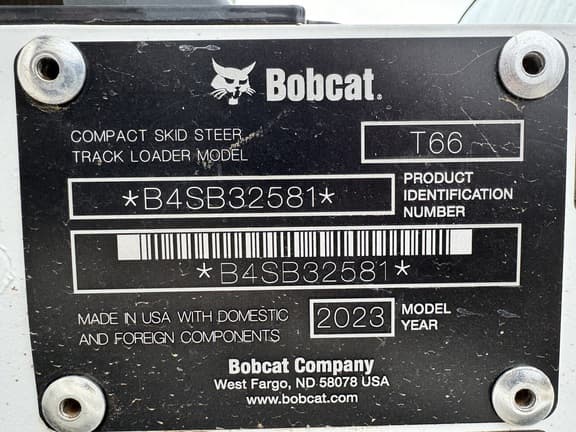 Bobcat
COMPACT SKID STEER
TRACK LOADER MODEL
T66
*B4SB32581*
PRODUCT
IDENTIFICATION
NUMBER
*B4SB32581*
MADE IN USA WITH DOMESTIC
AND FOREIGN COMPONENTS
2023
MODEL
YEAR
Bobcat Company
West Fargo, ND 58078 USA
www.bobcat.com